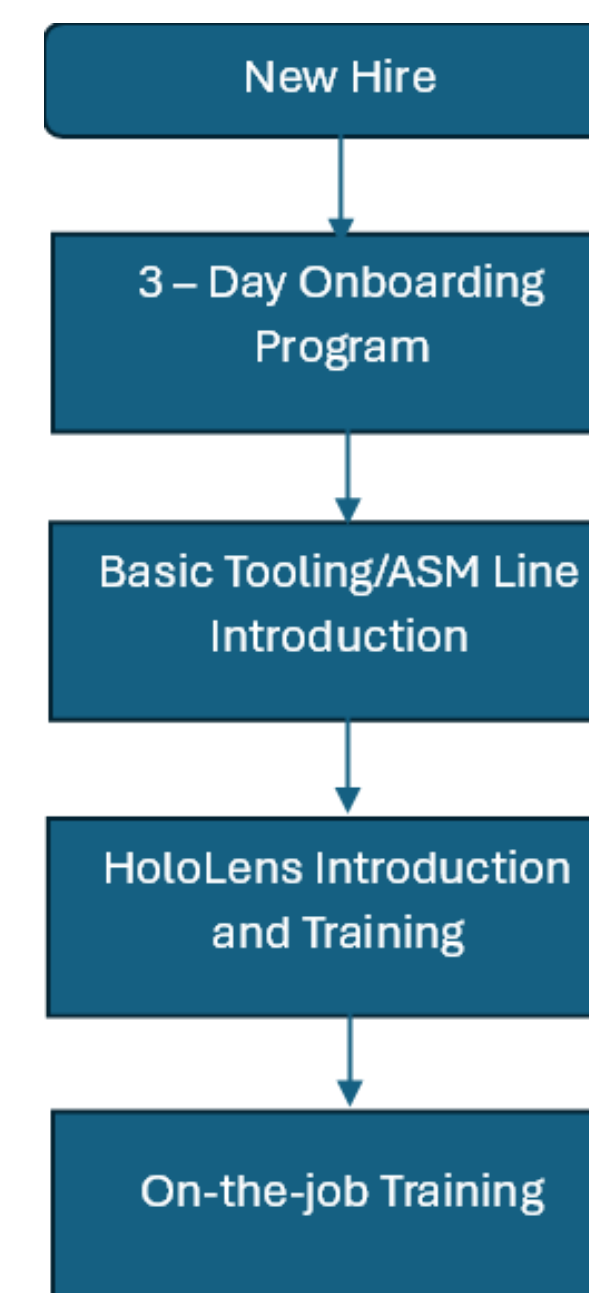 New Hire
3 – Day Onboarding
Program
Basic Tooling/ASM Line
Introduction
HoloLens Introduction
and Training
On-the-job Training